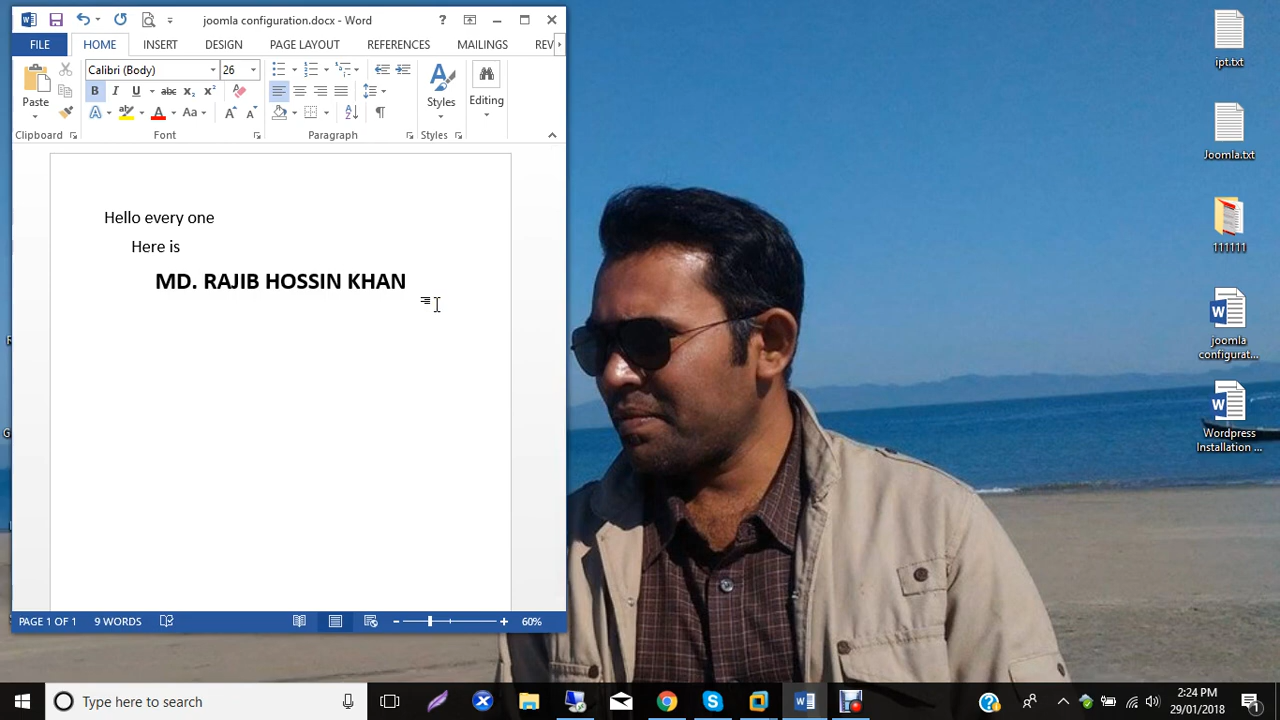 joomla configuration.docx - Word
FILE HOME INSERT DESIGN PAGE LAYOUT REFERENCES MAILINGS REV
Calibri (Body) 26
Paste
Styles
Editing
Clipboard Font Paragraph Styles
Hello every one
Here is
MD. RAJIB HOSSIN KHAN
PAGE 1 OF 1 9 WORDS 60%
ipt.txt
Joomla.txt
111111
joomla
configurat...
Wordpress
Installation ...
Type here to search
2:24 PM
29/01/2018